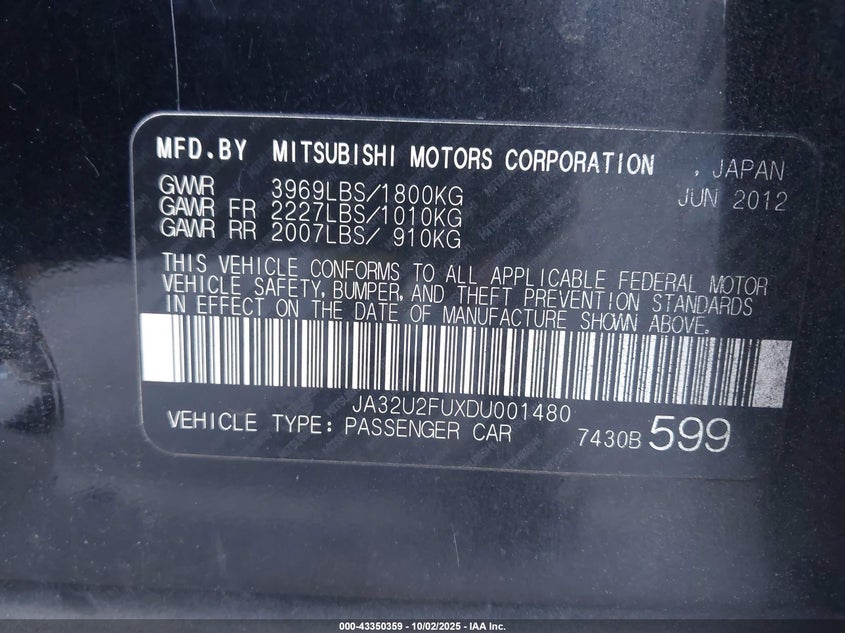 MFD.BY MITSUBISHI MOTORS CORPORATION , JAPAN
JUN 2012
GWWR 3969LBS/1800KG
GAWR FR 2227LBS/1010KG
GAWR RR 2007LBS/ 910KG
THIS VEHICLE CONFORMS TO ALL APPLICABLE FEDERAL MOTOR
VEHICLE SAFETY, BUMPER, AND THEFT PREVENTION STANDARDS
IN EFFECT ON THE DATE OF MANUFACTURE SHOWN ABOVE.
JA32U2FUXDU001480
VEHICLE TYPE: PASSENGER CAR 7430B 599
000-43350359 - 10/02/2025 - IAA Inc.